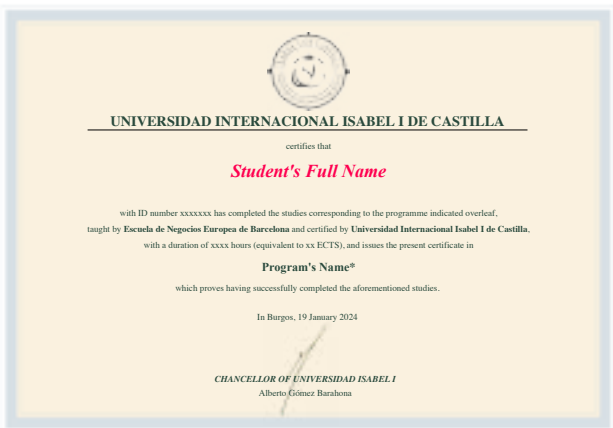 UNIVERSIDAD INTERNACIONAL ISABEL I DE CASTILLA
certifies that
Student's Full Name
with ID number xxxxxxx has completed the studies corresponding to the programme indicated overleaf,
taught by Escuela de Negocios Europea de Barcelona and certified by Universidad Internacional Isabel I de Castilla,
with a duration of xxxx hours (equivalent to xx ECTS), and issues the present certificate in
Program's Name*
which proves having successfully completed the aforementioned studies.
In Burgos, 19 January 2024
CHANCELLOR OF UNIVERSIDAD ISABEL I
Alberto Gómez Barahona